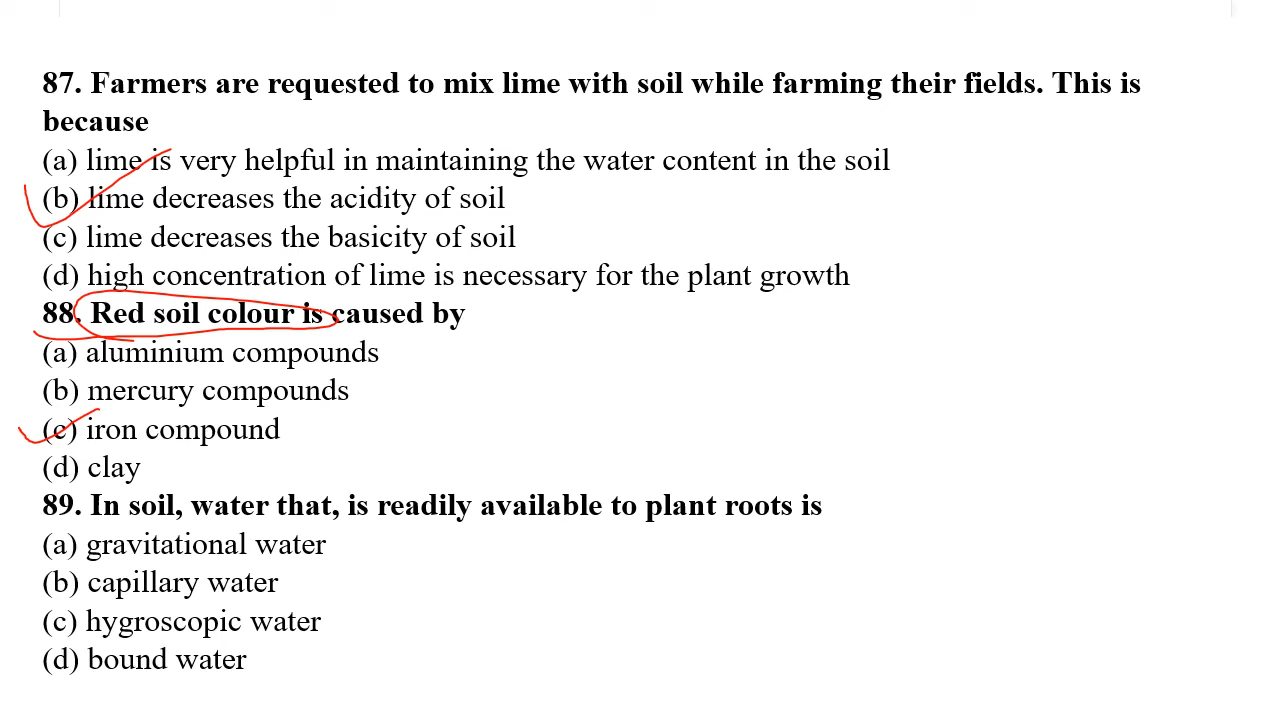 87. Farmers are requested to mix lime with soil while farming their fields. This is
because
(a) lime is very helpful in maintaining the water content in the soil
(b) lime decreases the acidity of soil
(c) lime decreases the basicity of soil
(d) high concentration of lime is necessary for the plant growth
88. Red soil colour is caused by
(a) aluminium compounds
(b) mercury compounds
(c) iron compound
(d) clay
89. In soil, water that, is readily available to plant roots is
(a) gravitational water
(b) capillary water
(c) hygroscopic water
(d) bound water